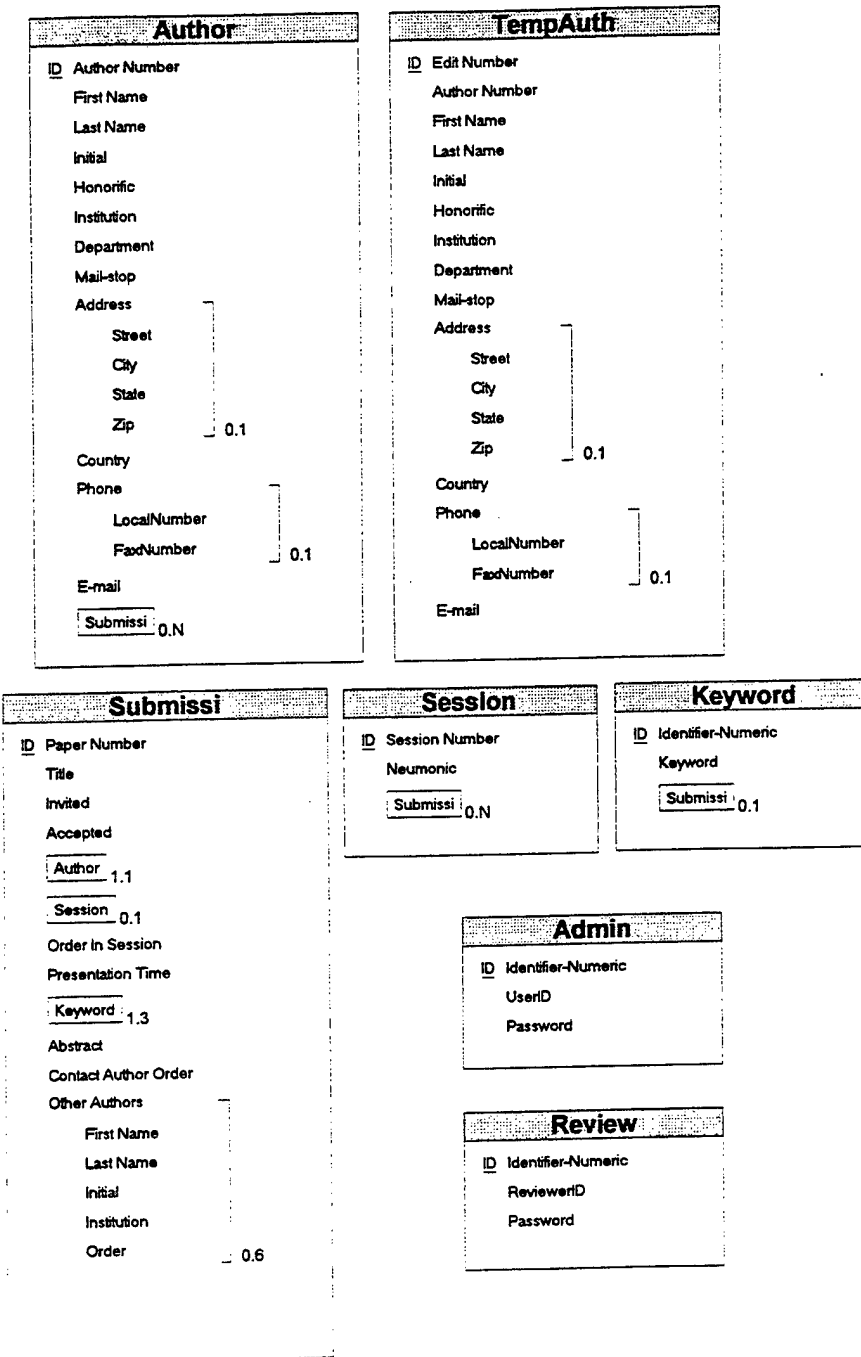 Author
ID Author Number
First Name
Last Name
Initial
Honorific
Institution
Department
Mail-stop
Address
Street
City
State
Zip 0.1
Country
Phone
LocalNumber
FaxNumber 0.1
E-mail
Submissi 0.N
TempAuth
ID Edit Number
Author Number
First Name
Last Name
Initial
Honorific
Institution
Department
Mail-stop
Address
Street
City
State
Zip 0.1
Country
Phone
LocalNumber
FaxNumber 0.1
E-mail
Submissi
ID Paper Number
Title
Invited
Accepted
Author 1.1
Session 0.1
Order In Session
Presentation Time
Keyword 1.3
Abstract
Contact Author Order
Other Authors
First Name
Last Name
Initial
Institution
Order 0.6
Session
ID Session Number
Neumonic
Submissi 0.N
Keyword
ID Identifier-Numeric
Keyword
Submissi 0.1
Admin
ID Identifier-Numeric
UserID
Password
Review
ID Identifier-Numeric
ReviewerID
Password